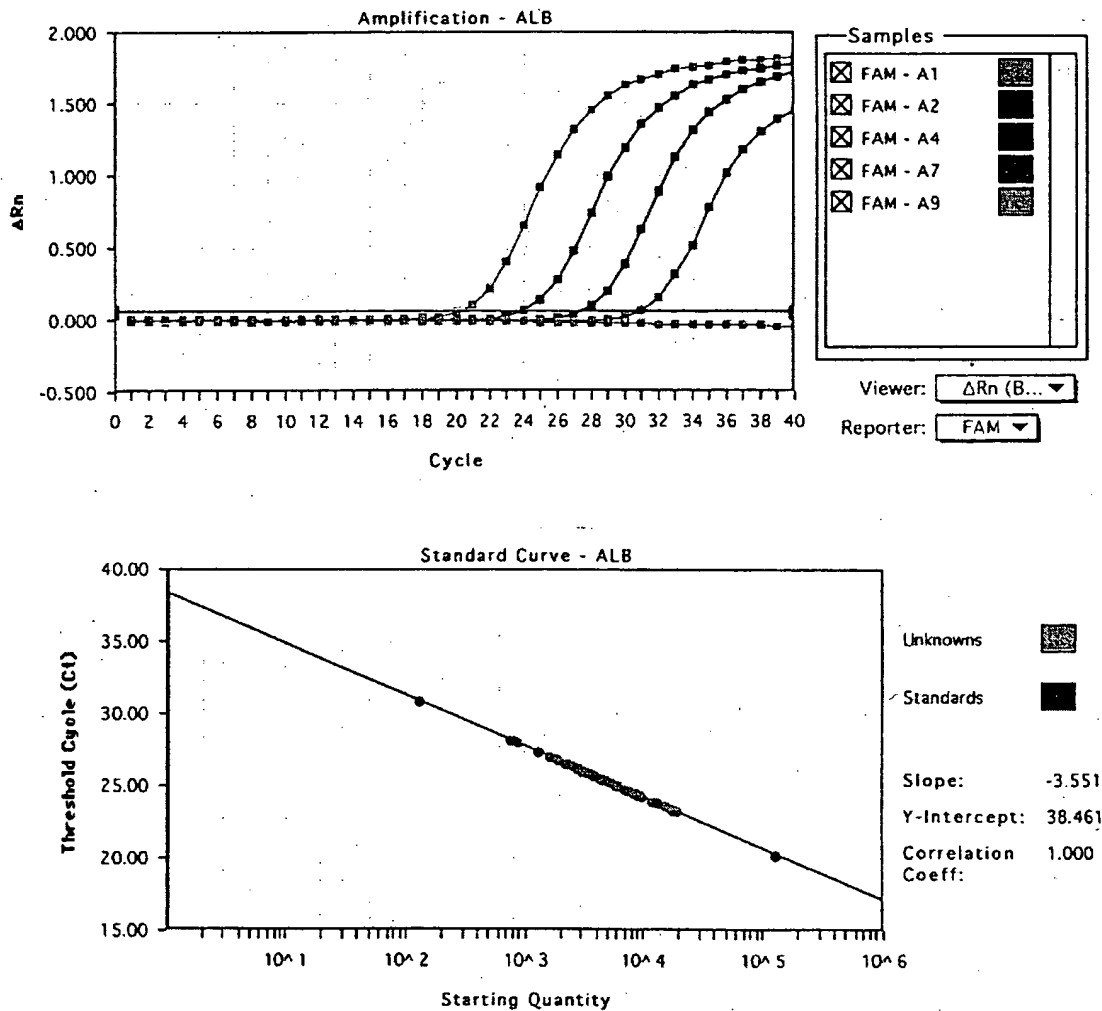 Amplification - ALB
2.000
1.500
1.000
0.500
0.000
-0.500
ΔRn
0 2 4 6 8 10 12 14 16 18 20 22 24 26 28 30 32 34 36 38 40
Cycle
Samples
FAM - A1
FAM - A2
FAM - A4
FAM - A7
FAM - A9
Viewer: ΔRn (B...
Reporter: FAM
Standard Curve - ALB
40.00
35.00
30.00
25.00
20.00
15.00
Threshold Cycle (Ct)
10^1 10^2 10^3 10^4 10^5 10^6
Starting Quantity
Unknowns
Standards
Slope: -3.551
Y-Intercept: 38.461
Correlation 1.000
Coeff: